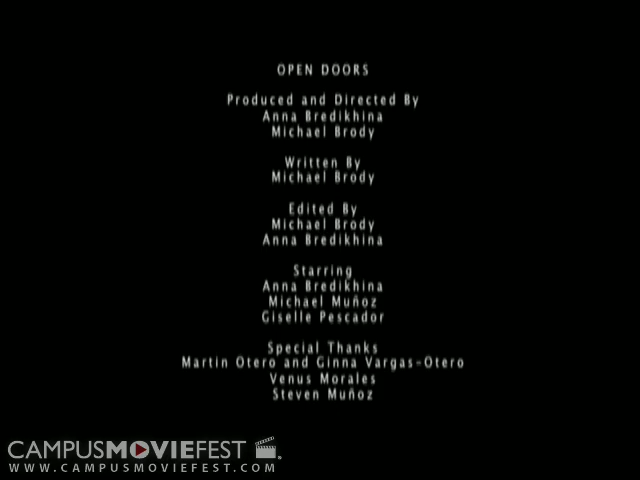 OPEN DOORS
Produced and Directed By
Anna Bredikhina
Michael Brody
Written By
Michael Brody
Edited By
Michael Brody
Anna Bredikhina
Starring
Anna Bredikhina
Michael Muñoz
Giselle Pescador
Special Thanks
Martin Otero and Ginna Vargas-Otero
Venus Morales
Steven Muñoz
CAMPUSMOVIEFEST
WWW.CAMPUSMOVIEFEST.COM